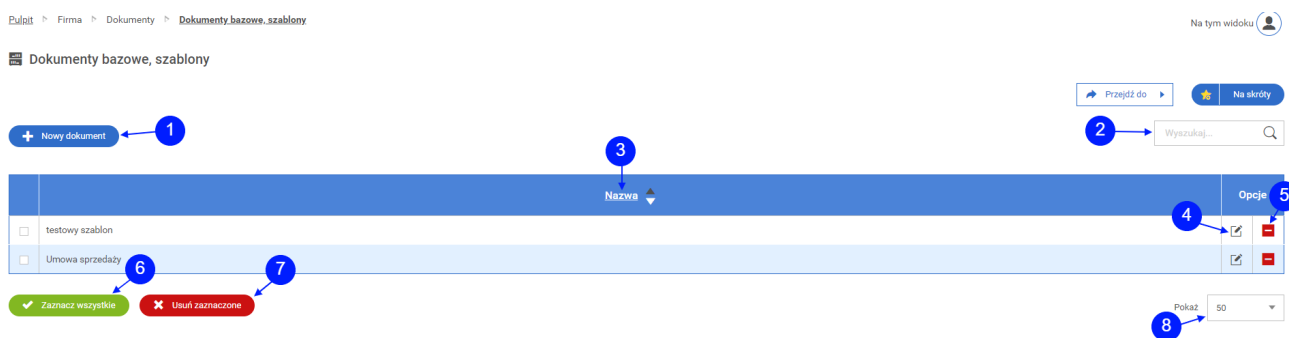 Pulpit Firma Dokumenty Dokumenty bazowe, szablony
Na tym widoku
Dokumenty bazowe, szablony
Przejdź do
Na skróty
Nowy dokument
1
2
Wyszukaj...
3
Nazwa
Opcje
5
testowy szablon
4
Umowa sprzedaży
6
7
Zaznacz wszystkie
Usuń zaznaczone
Pokaż 50
8